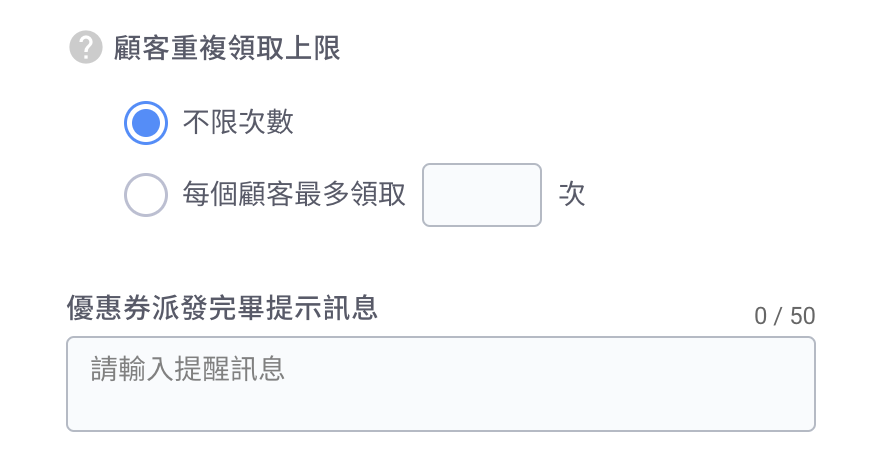 ? 顧客重複領取上限
不限次數
每個顧客最多領取 次
優惠券派發完畢提示訊息
0 / 50
請輸入提醒訊息